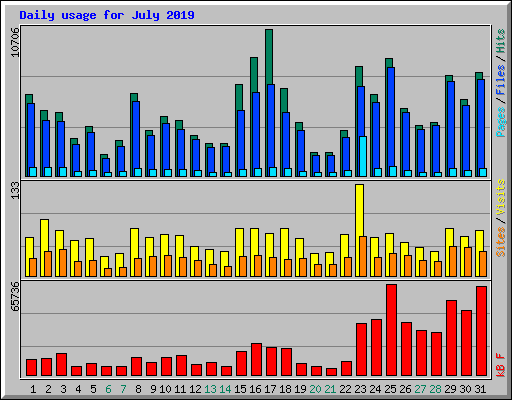 Daily usage for July 2019
10706
Pages / Files / Hits
133
Sites / Visits
65736
kB F
1 2 3 4 5 6 7 8 9 10 11 12 13 14 15 16 17 18 19 20 21 22 23 24 25 26 27 28 29 30 31